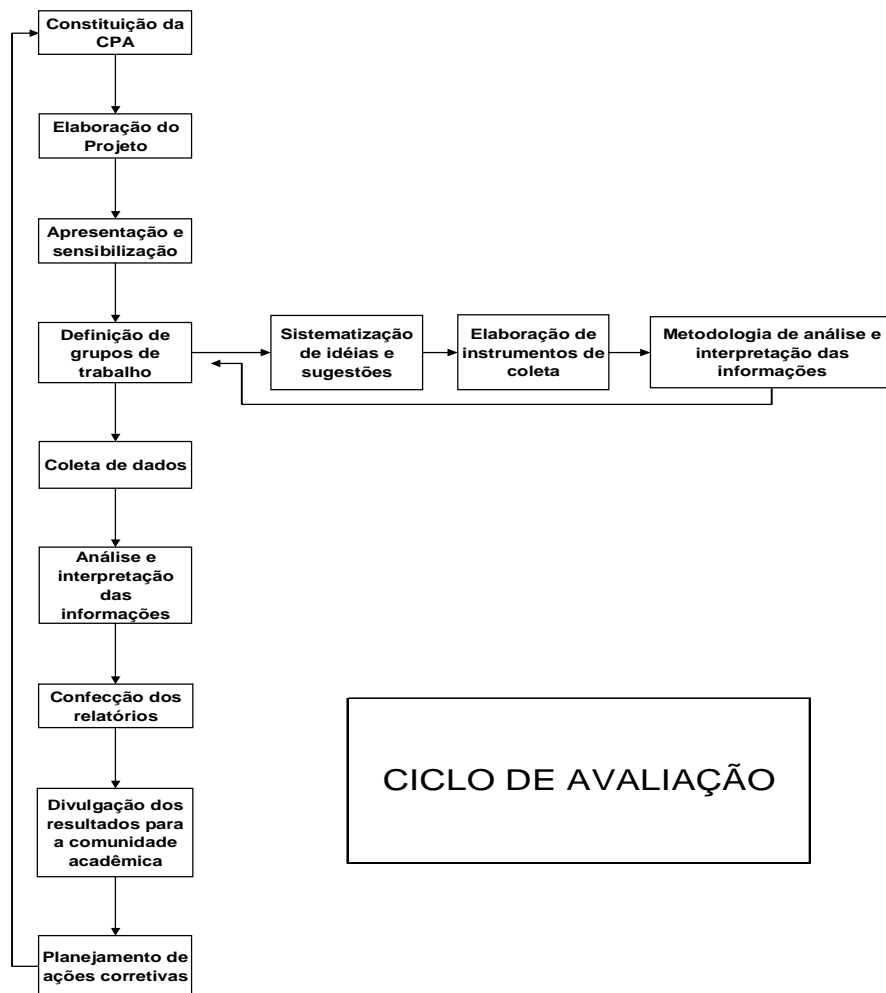 Constituição da
CPA
Elaboração do
Projeto
Apresentação e
sensibilização
Definição de
grupos de
trabalho
Sistematização
de idéias e
sugestões
Elaboração de
instrumentos de
coleta
Metodologia de análise e
interpretação das
informações
Coleta de dados
Análise e
interpretação
das
informações
Confecção dos
relatórios
Divulgação dos
resultados para
a comunidade
acadêmica
Planejamento de
ações corretivas
CICLO DE AVALIAÇÃO